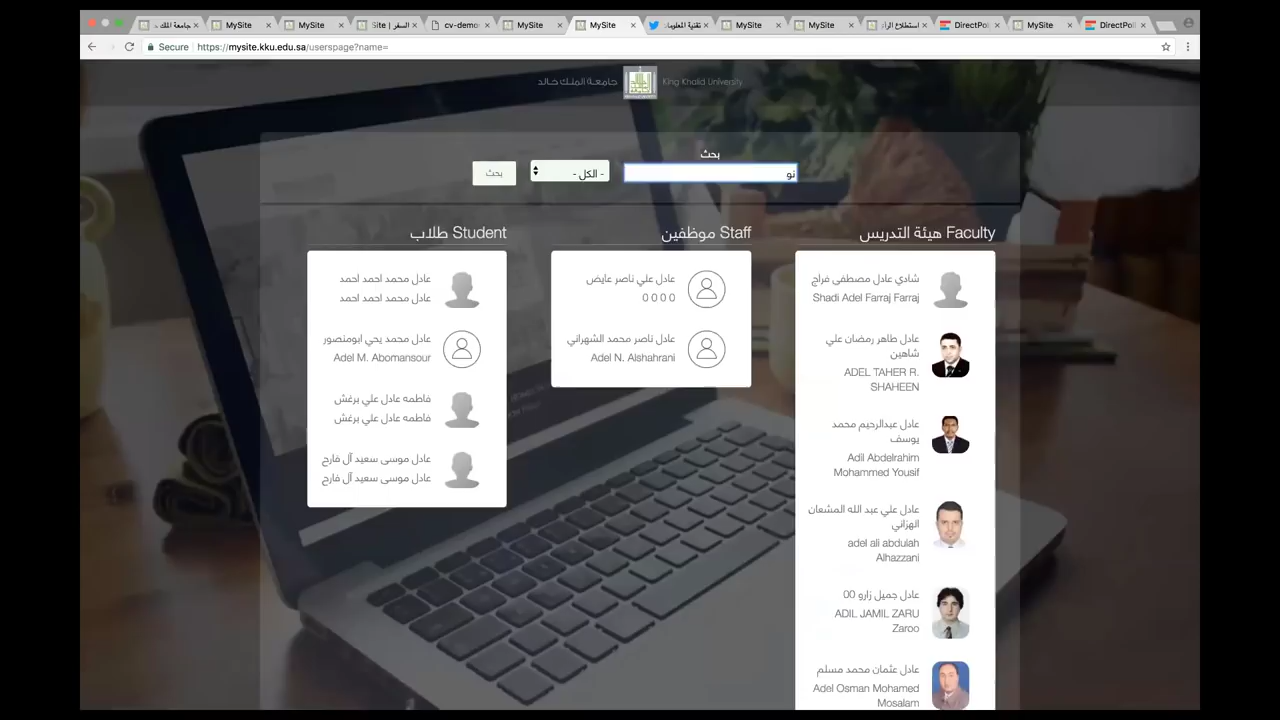 جامعة الملك
MySite
MySite
السفر | Site
cv-demo
MySite
MySite
تقنية المعلومات
MySite
MySite
استطلاع الرأ
DirectPol
MySite
DirectPol
Secure https://mysite.kku.edu.sa/userspage?name=
جامعة الملك خالد King Khalid University
بحث
نو
- الكل -
بحث
Faculty هيئة التدريس
شادي عادل مصطفى فراج
Shadi Adel Farraj Farraj
عادل طاهر رمضان علي
شاهين
ADEL TAHER R.
SHAHEEN
عادل عبدالرحيم محمد
يوسف
Adil Abdelrahim
Mohammed Yousif
عادل علي عبد الله المشعان
الهزاني
adel ali abdulah
Alhazzani
عادل جميل زارو 00
ADIL JAMIL ZARU
Zaroo
عادل عثمان محمد مسلم
Adel Osman Mohamed
Mosalam
Staff موظفين
عادل علي ناصر عايض
0 0 0 0
عادل ناصر محمد الشهراني
Adel N. Alshahrani
Student طلاب
عادل محمد احمد احمد
عادل محمد احمد احمد
عادل محمد يحي ابومنصور
Adel M. Abomansour
فاطمه عادل علي برغش
فاطمه عادل علي برغش
عادل موسى سعيد آل فارح
عادل موسى سعيد آل فارح